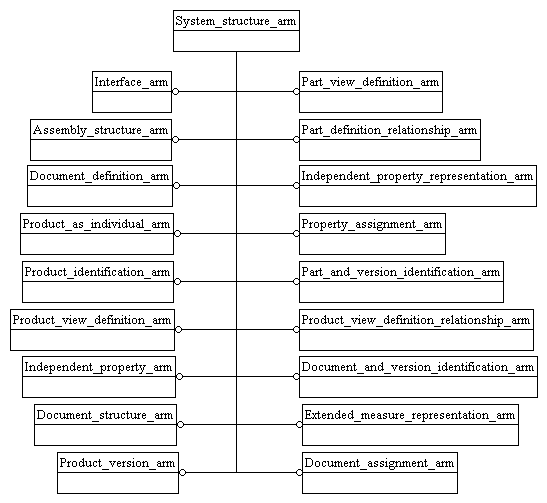 System_structure_arm
Interface_arm
Part_view_definition_arm
Assembly_structure_arm
Part_definition_relationship_arm
Document_definition_arm
Independent_property_representation_arm
Product_as_individual_arm
Property_assignment_arm
Product_identification_arm
Part_and_version_identification_arm
Product_view_definition_arm
Product_view_definition_relationship_arm
Independent_property_arm
Document_and_version_identification_arm
Document_structure_arm
Extended_measure_representation_arm
Product_version_arm
Document_assignment_arm